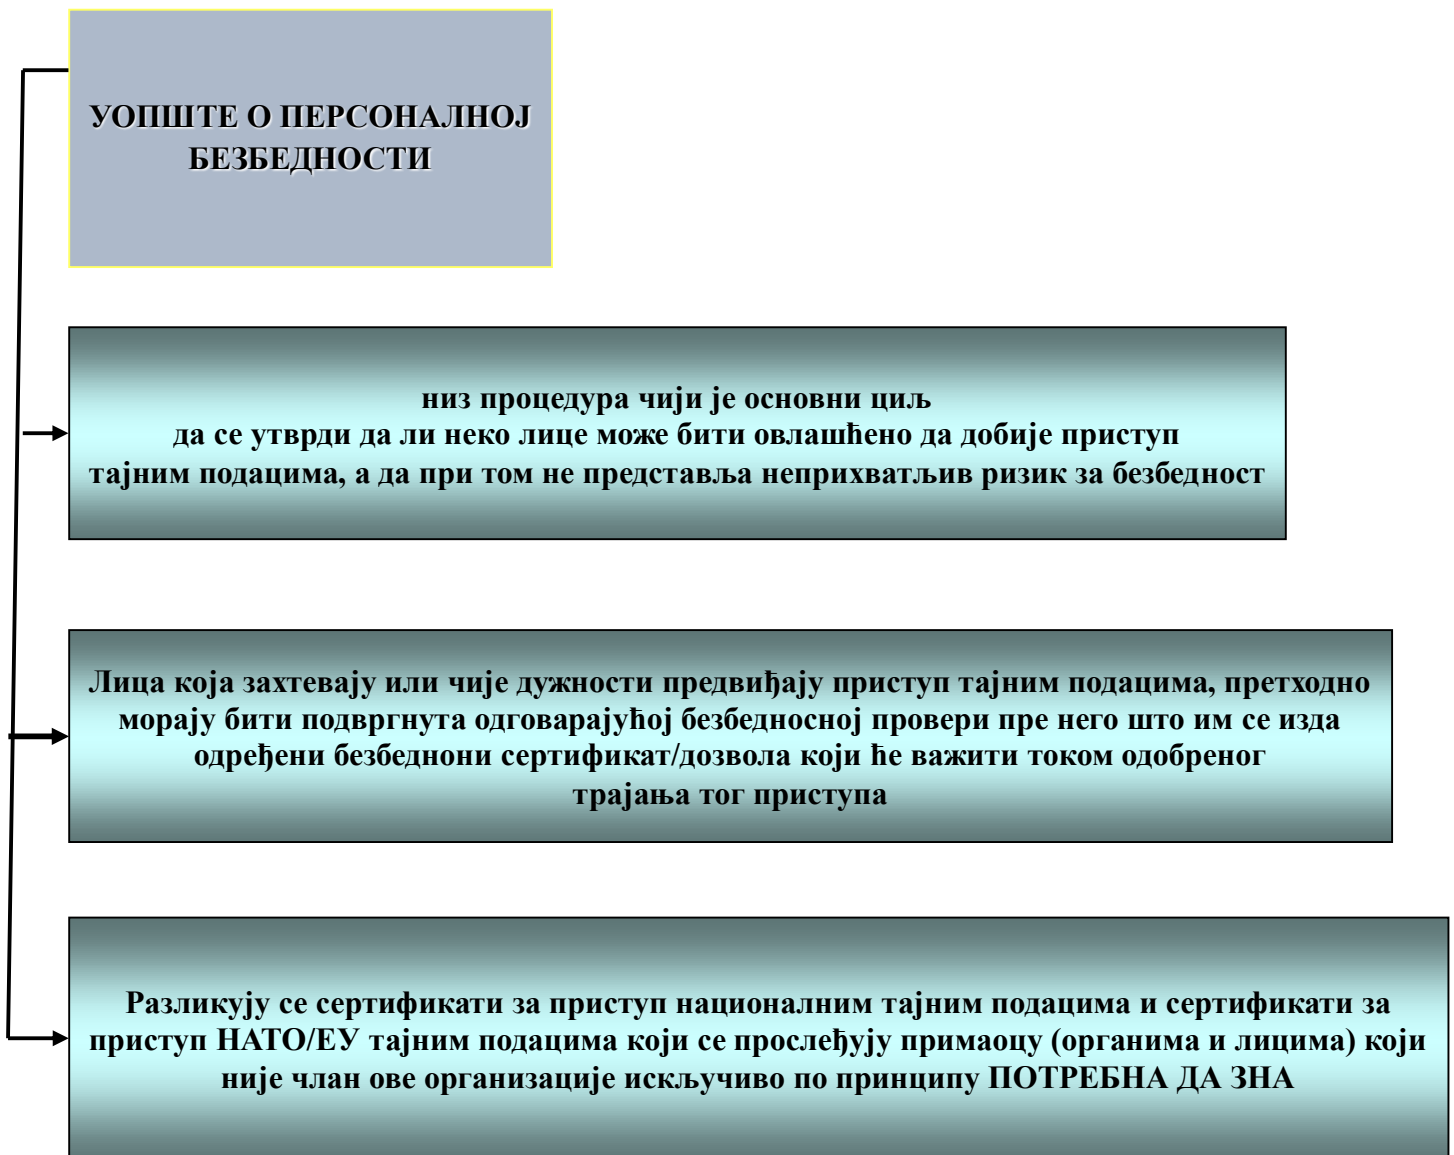 УОПШТЕ О ПЕРСОНАЛНОЈ
БЕЗБЕДНОСТИ
низ процедура чији је основни циљ
да се утврди да ли неко лице може бити овлашћено да добије приступ
тајним подацима, а да при том не представља неприхватљив ризик за безбедност
Лица која захтевају или чије дужности предвиђају приступ тајним подацима, претходно
морају бити подвргнута одговарајућој безбедносној провери пре него што им се изда
одређени безбеднони сертификат/дозвола који ће важити током одобреног
трајања тог приступа
Разликују се сертификати за приступ националним тајним подацима и сертификати за
приступ НАТО/ЕУ тајним подацима који се прослеђују примаоцу (органима и лицима) који
није члан ове организације искључиво по принципу ПОТРЕБНА ДА ЗНА